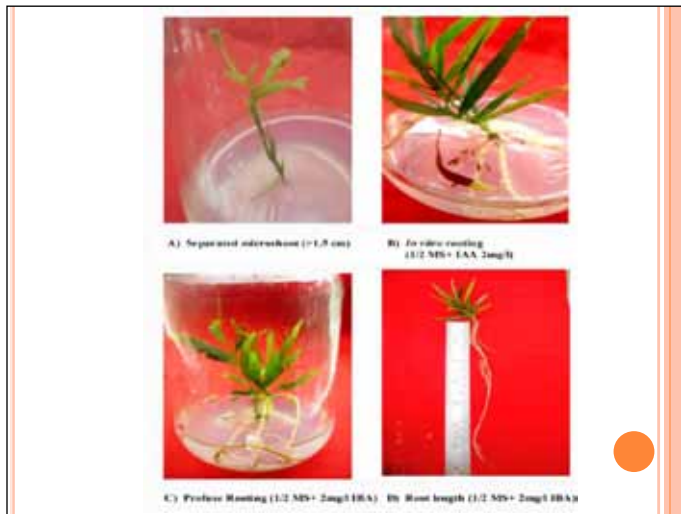 A) Separated microshoot (>1.5 cm)
B) In vitro rooting
(1/2 MS+ IAA 2mg/l)
C) Profuse Rooting (1/2 MS+ 2mg/l IBA)
D) Root length (1/2 MS+ 2mg/l IBA)